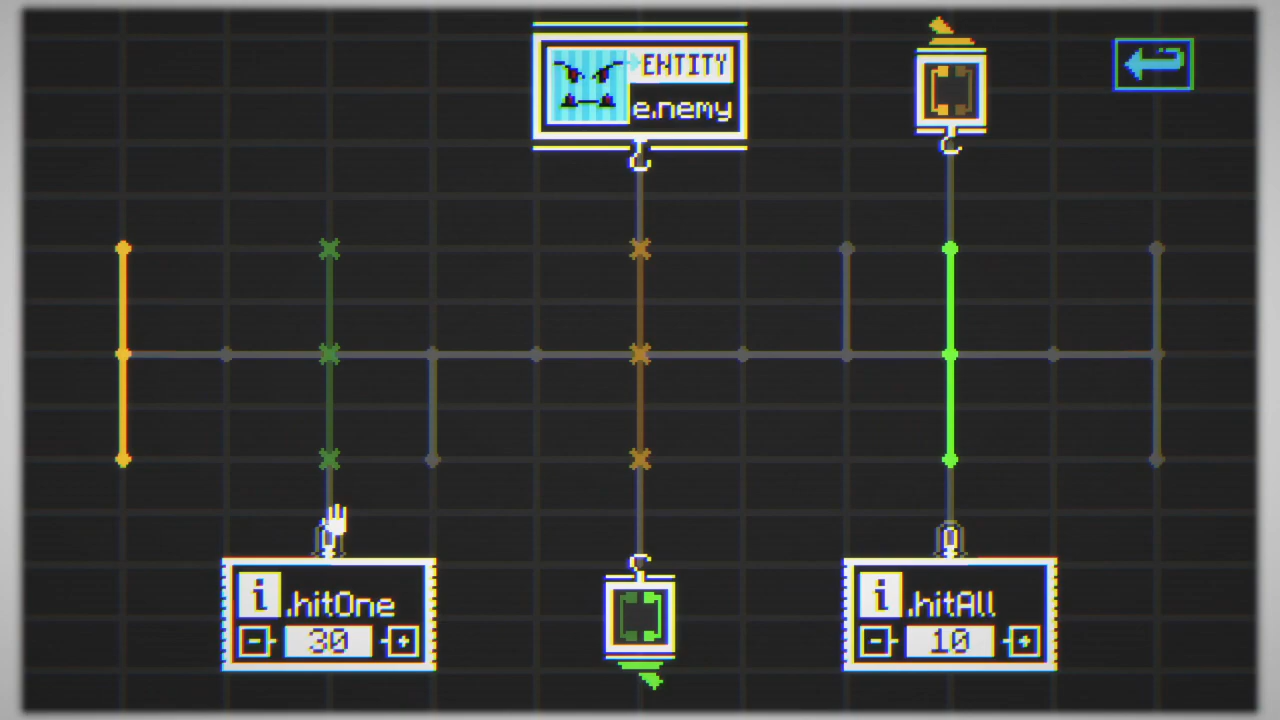 ENTITY
e.nemy
i .hitOne
- 30 +
i .hitAll
- 10 +